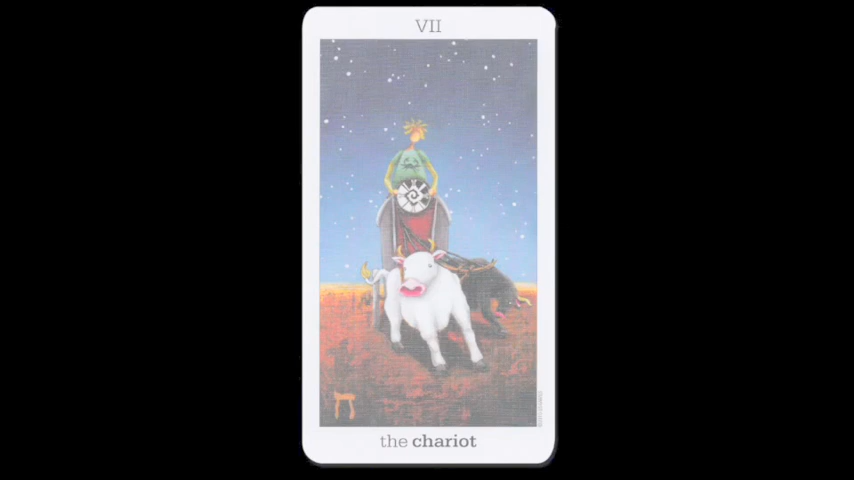 VII
ח
the chariot